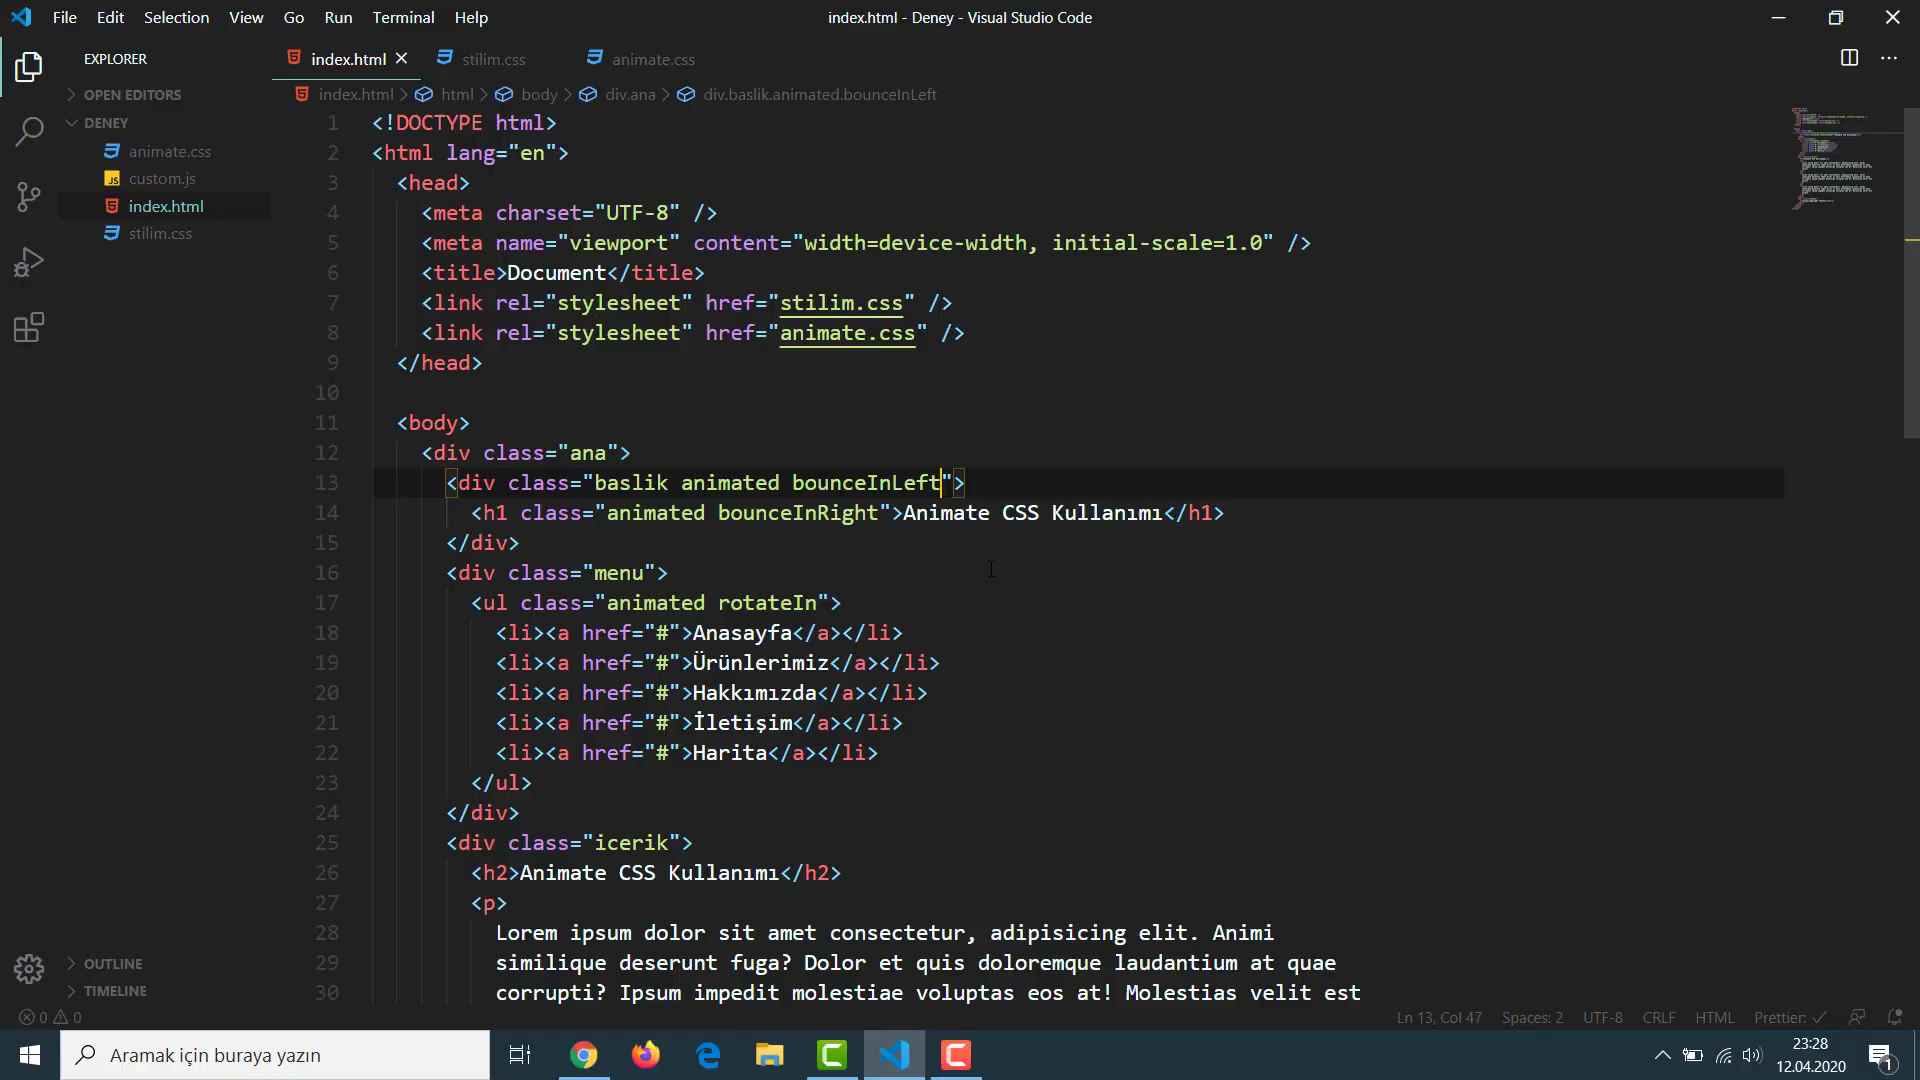 File Edit Selection View Go Run Terminal Help
index.html - Deney - Visual Studio Code
EXPLORER
OPEN EDITORS
DENEY
animate.css
custom.js
index.html
stilim.css
OUTLINE
TIMELINE
index.html stilim.css animate.css
index.html > html > body > div.ana > div.baslik.animated.bounceInLeft
1 <!DOCTYPE html>
2 <html lang="en">
3 <head>
4 <meta charset="UTF-8" />
5 <meta name="viewport" content="width=device-width, initial-scale=1.0" />
6 <title>Document</title>
7 <link rel="stylesheet" href="stilim.css" />
8 <link rel="stylesheet" href="animate.css" />
9 </head>
10
11 <body>
12 <div class="ana">
13 <div class="baslik animated bounceInLeft">
14 <h1 class="animated bounceInRight">Animate CSS Kullanımı</h1>
15 </div>
16 <div class="menu">
17 <ul class="animated rotateIn">
18 <li><a href="#">Anasayfa</a></li>
19 <li><a href="#">Ürünlerimiz</a></li>
20 <li><a href="#">Hakkımızda</a></li>
21 <li><a href="#">İletişim</a></li>
22 <li><a href="#">Harita</a></li>
23 </ul>
24 </div>
25 <div class="icerik">
26 <h2>Animate CSS Kullanımı</h2>
27 <p>
28 Lorem ipsum dolor sit amet consectetur, adipisicing elit. Animi
29 similique deserunt fuga? Dolor et quis doloremque laudantium at quae
30 corrupti? Ipsum impedit molestiae voluptas eos at! Molestias velit est
0 0
Ln 13, Col 47 Spaces: 2 UTF-8 CRLF HTML Prettier: ✓
Aramak için buraya yazın
23:28
12.04.2020
1